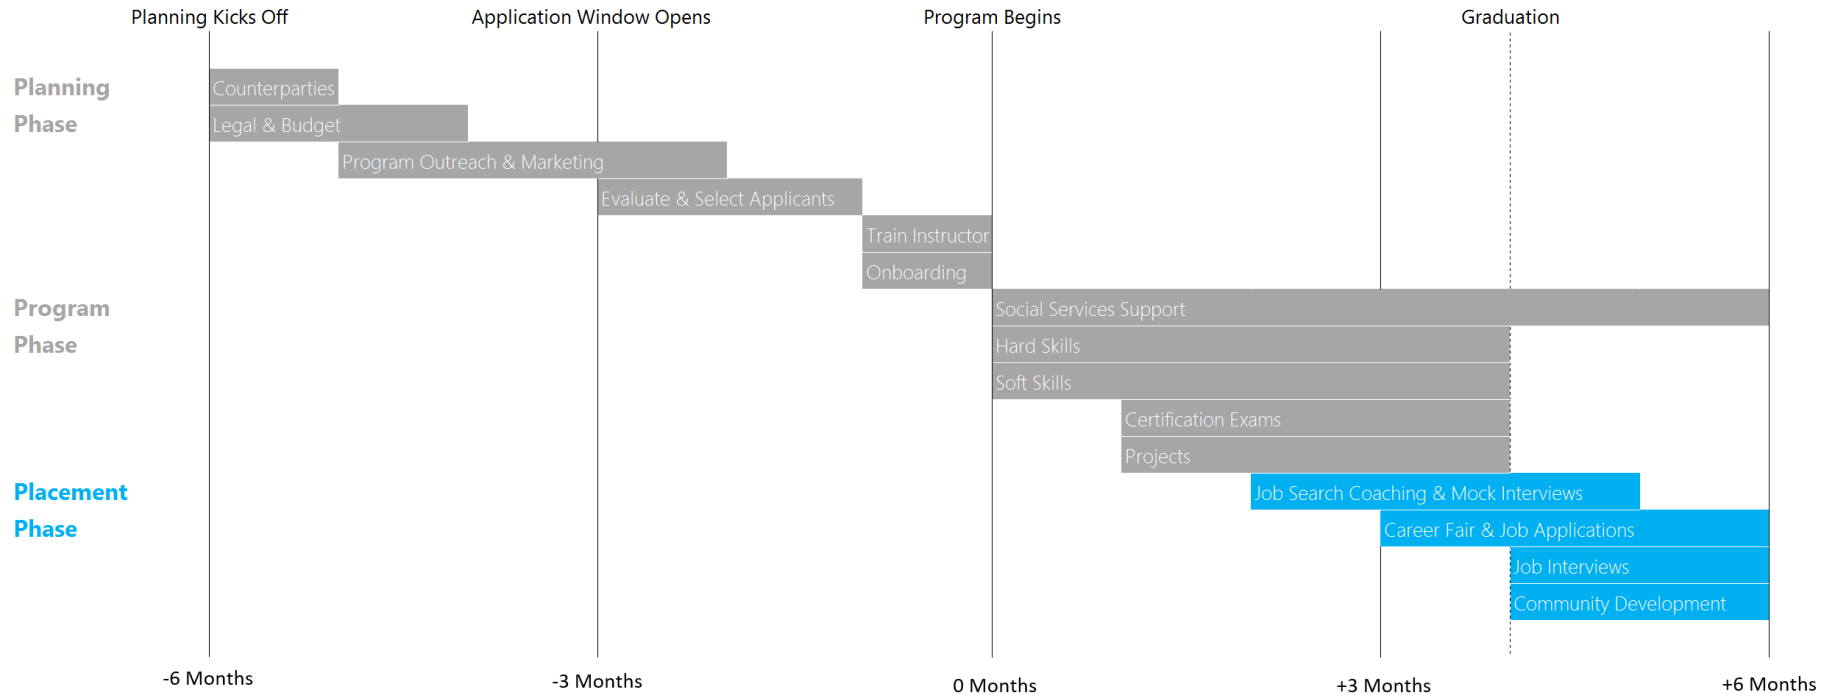 Planning Kicks Off
Application Window Opens
Program Begins
Graduation
Planning
Phase
Counterparties
Legal & Budget
Program Outreach & Marketing
Evaluate & Select Applicants
Train Instructor
Onboarding
Program
Phase
Social Services Support
Hard Skills
Soft Skills
Certification Exams
Projects
Placement
Phase
Job Search Coaching & Mock Interviews
Career Fair & Job Applications
Job Interviews
Community Development
-6 Months
-3 Months
0 Months
+3 Months
+6 Months